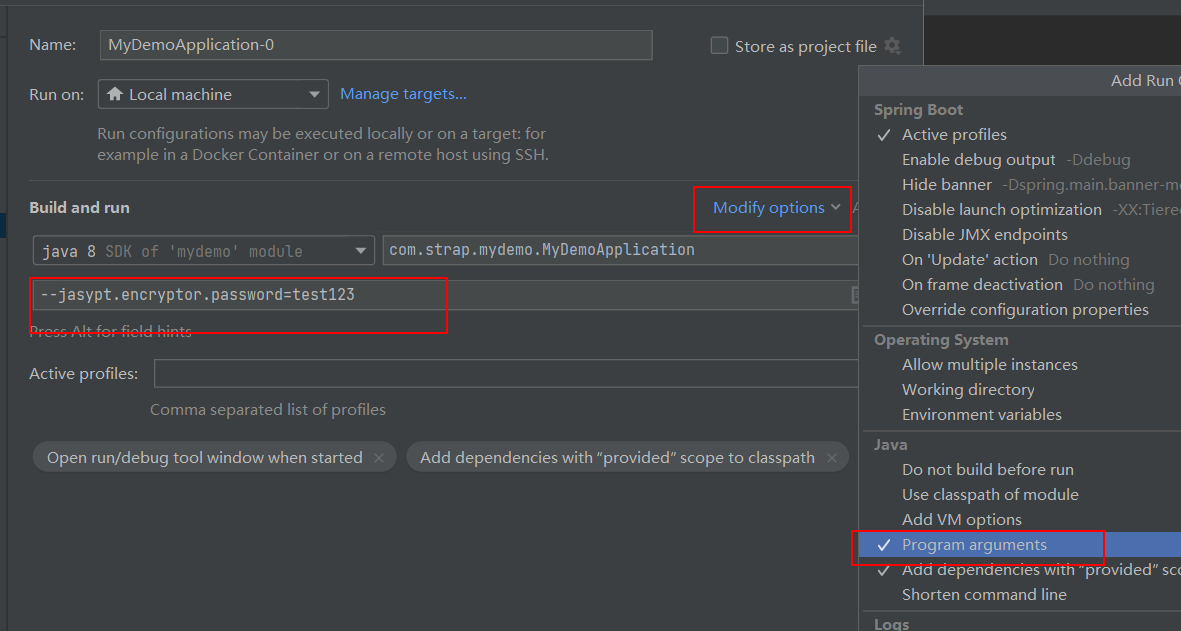 Name:
MyDemoApplication-0
Store as project file
Run on:
Local machine
Manage targets...
Run configurations may be executed locally or on a target: for
example in a Docker Container or on a remote host using SSH.
Build and run
Modify options
java 8 SDK of 'mydemo' module
com.strap.mydemo.MyDemoApplication
--jasypt.encryptor.password=test123
Press Alt for field hints
Active profiles:
Comma separated list of profiles
Open run/debug tool window when started
Add dependencies with “provided” scope to classpath
Add Run
Spring Boot
Active profiles
Enable debug output -Ddebug
Hide banner -Dspring.main.banner-m
Disable launch optimization -XX:Tiere
Disable JMX endpoints
On 'Update' action Do nothing
On frame deactivation Do nothing
Override configuration properties
Operating System
Allow multiple instances
Working directory
Environment variables
Java
Do not build before run
Use classpath of module
Add VM options
Program arguments
Add dependencies with “provided” sc
Shorten command line
Logs